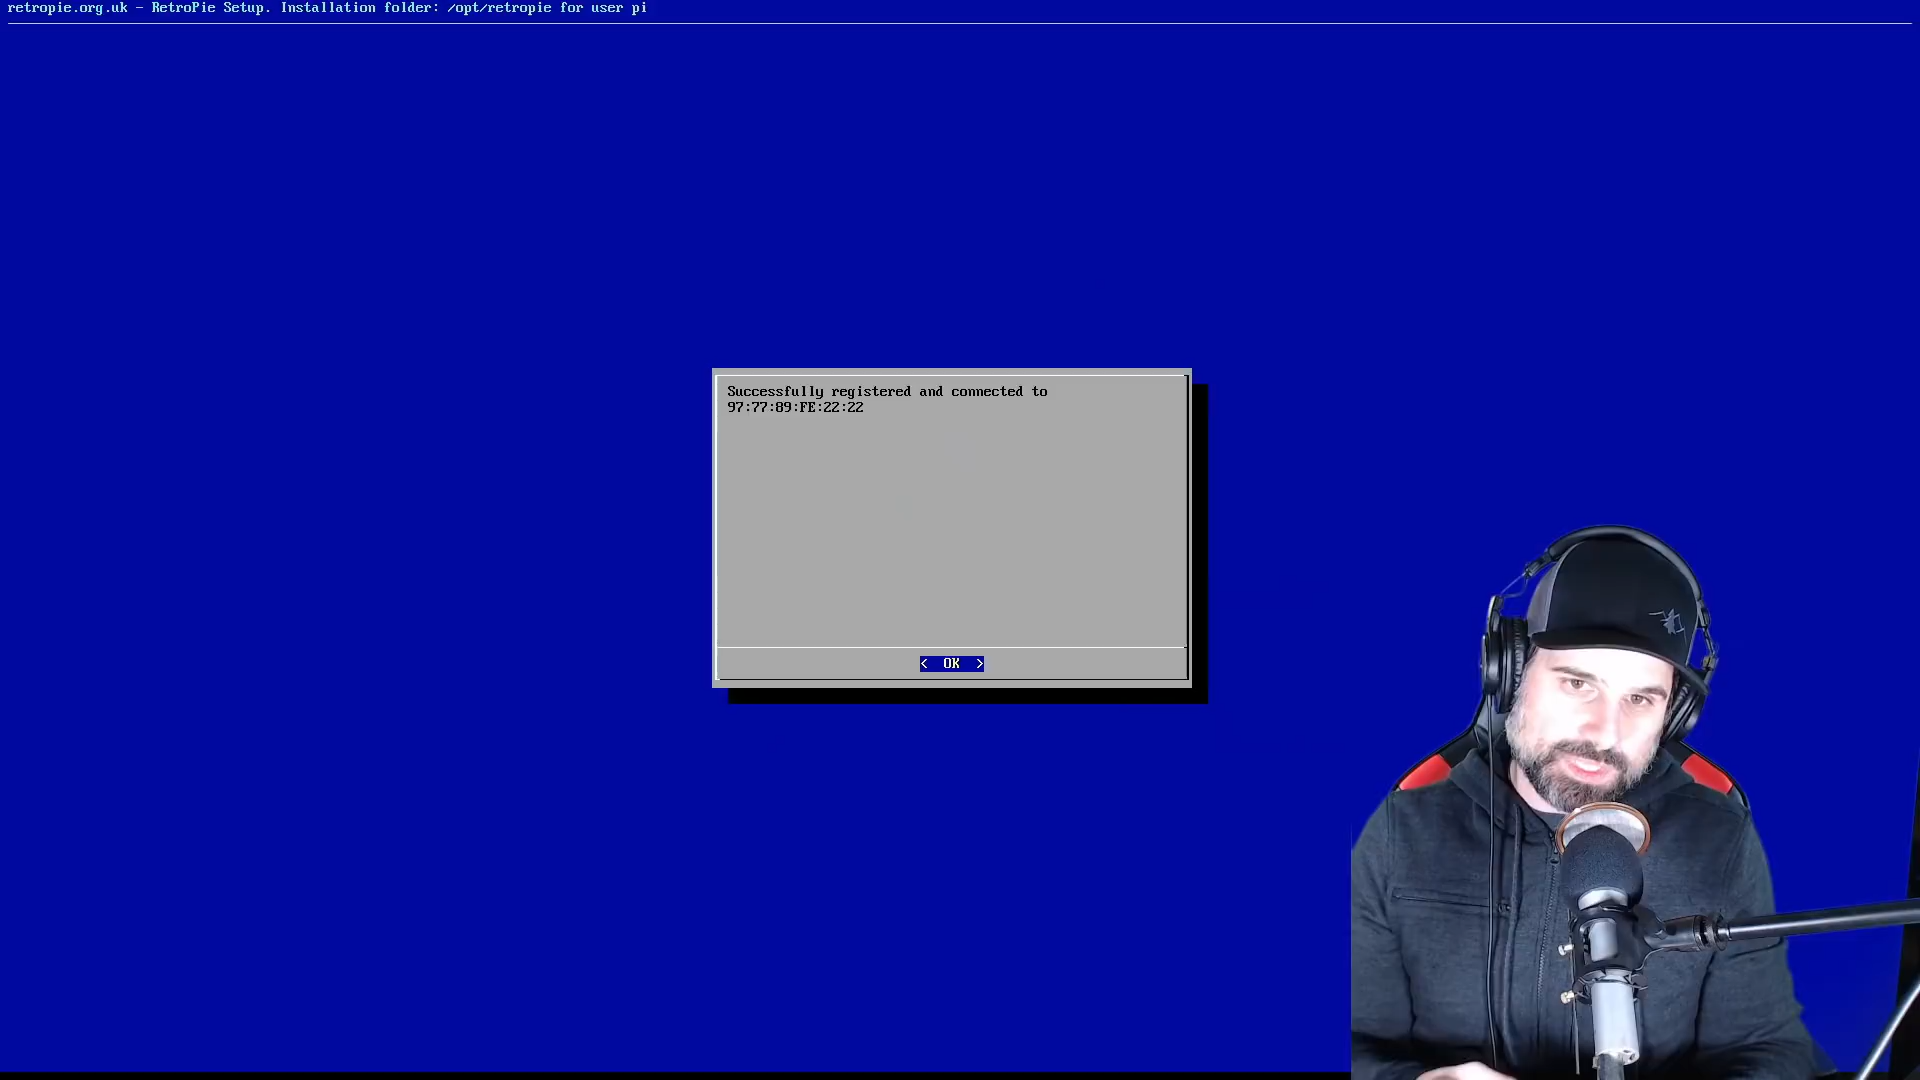 retropie.org.uk - RetroPie Setup. Installation folder: /opt/retropie for user pi
Successfully registered and connected to
97:77:89:FE:22:22
< OK >